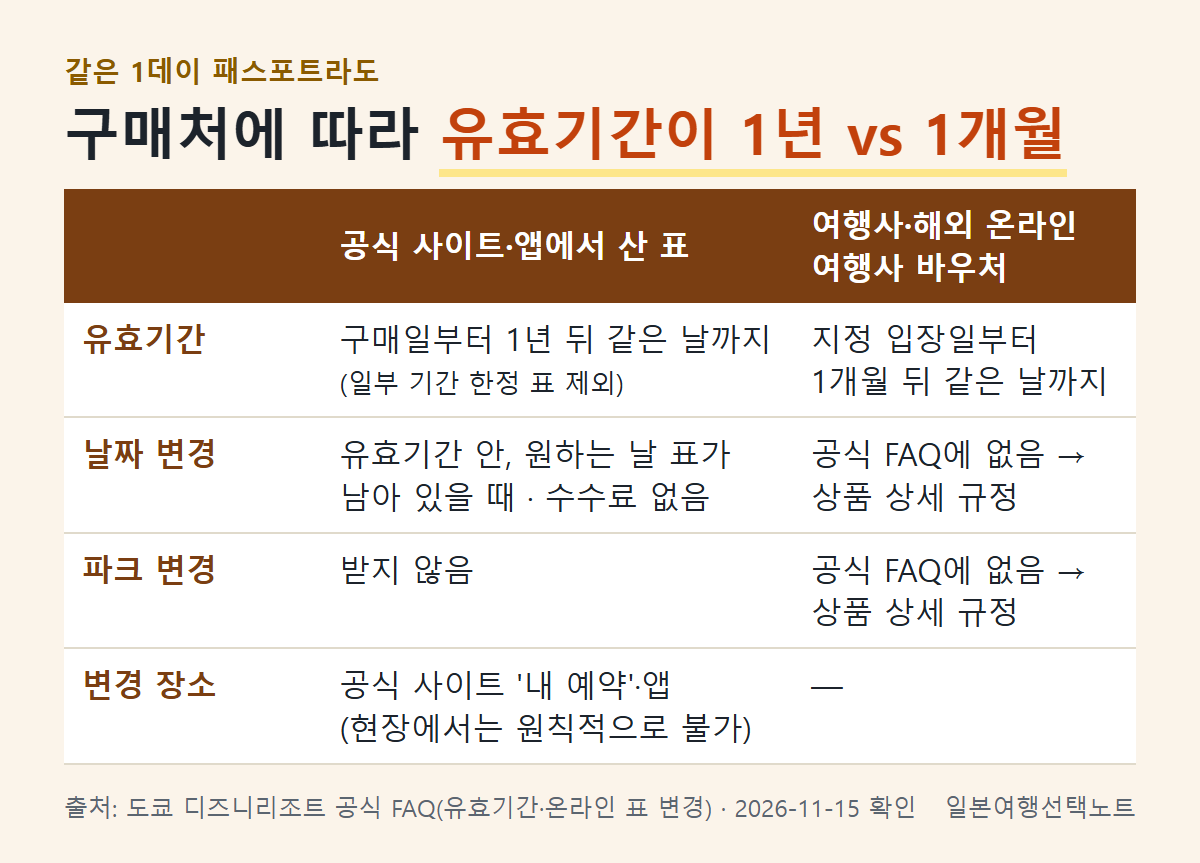 같은 1데이 패스포트라도
구매처에 따라 유효기간이 1년 vs 1개월
공식 사이트·앱에서 산 표
여행사·해외 온라인
여행사 바우처
유효기간
구매일부터 1년 뒤 같은 날까지
(일부 기간 한정 표 제외)
지정 입장일부터
1개월 뒤 같은 날까지
날짜 변경
유효기간 안, 원하는 날 표가
남아 있을 때 · 수수료 없음
공식 FAQ에 없음 →
상품 상세 규정
파크 변경
받지 않음
공식 FAQ에 없음 →
상품 상세 규정
변경 장소
공식 사이트 '내 예약'·앱
(현장에서는 원칙적으로 불가)
—
출처: 도쿄 디즈니리조트 공식 FAQ(유효기간·온라인 표 변경) · 2026-11-15 확인
일본여행선택노트